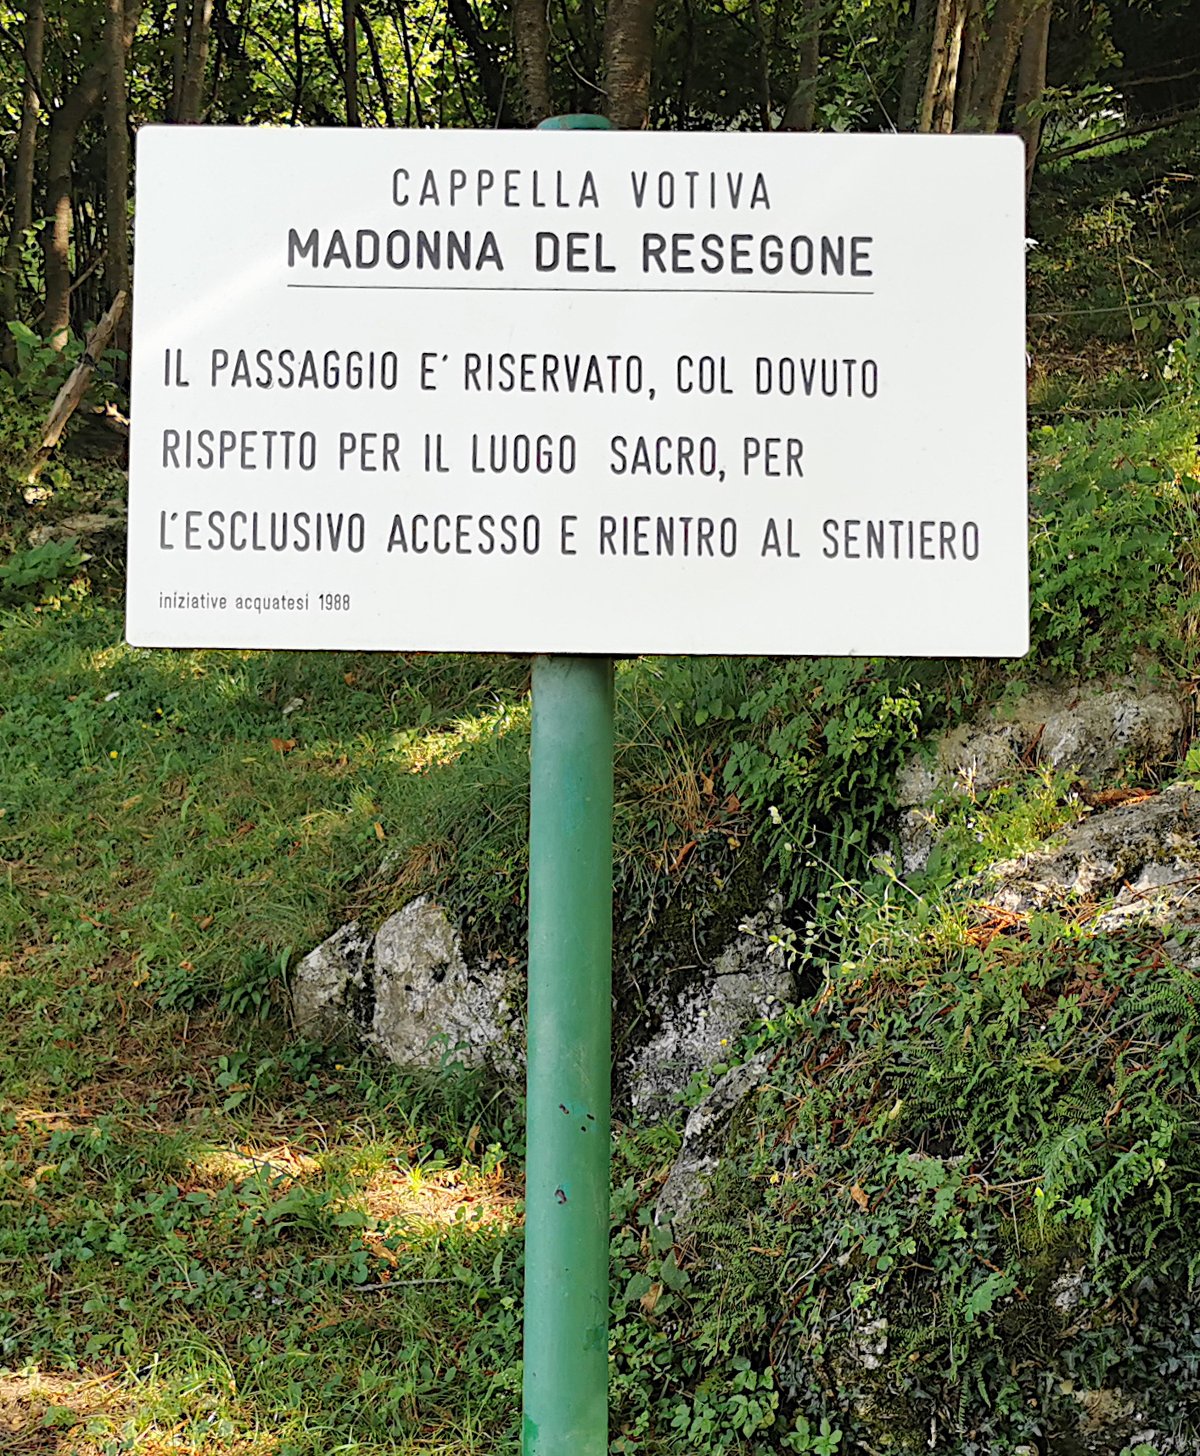 CAPPELLA VOTIVA
MADONNA DEL RESEGONE
IL PASSAGGIO E' RISERVATO, COL DOVUTO
RISPETTO PER IL LUOGO SACRO, PER
L'ESCLUSIVO ACCESSO E RIENTRO AL SENTIERO
iniziative acquatesi 1988